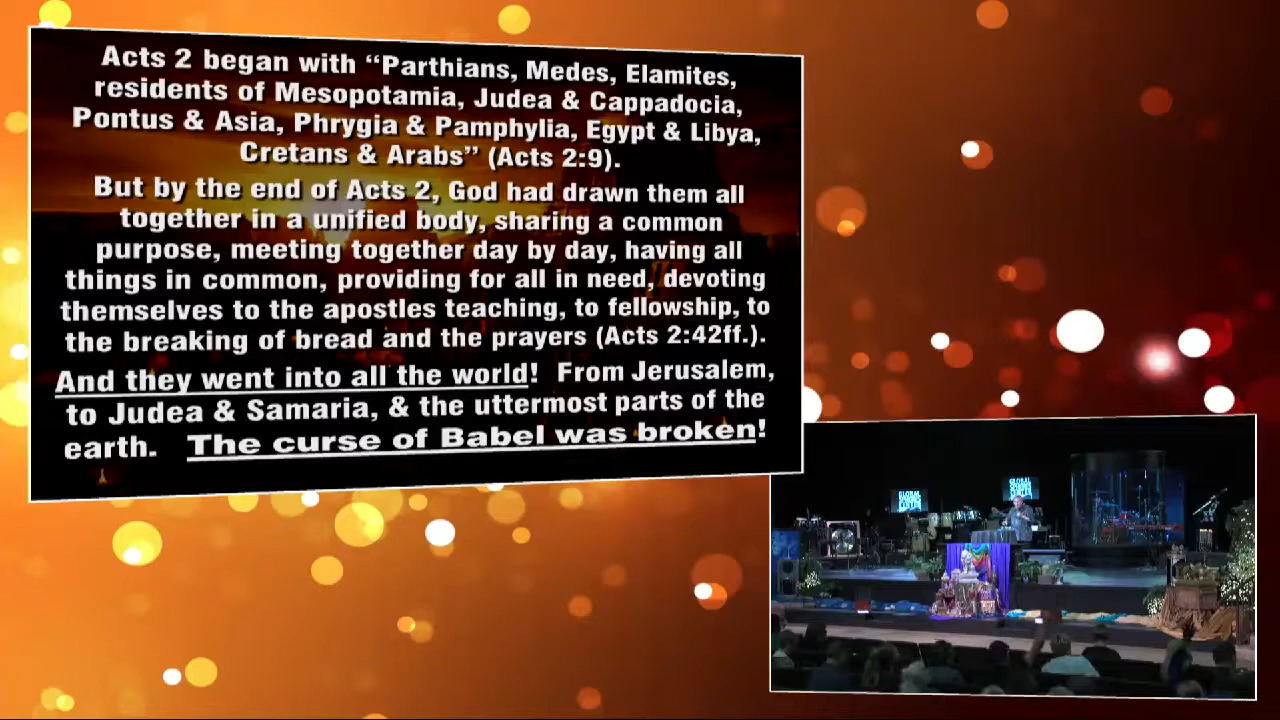 Acts 2 began with “Parthians, Medes, Elamites,
residents of Mesopotamia, Judea & Cappadocia,
Pontus & Asia, Phrygia & Pamphylia, Egypt & Libya,
Cretans & Arabs” (Acts 2:9).
But by the end of Acts 2, God had drawn them all
together in a unified body, sharing a common
purpose, meeting together day by day, having all
things in common, providing for all in need, devoting
themselves to the apostles teaching, to fellowship, to
the breaking of bread and the prayers (Acts 2:42ff.).
And they went into all the world! From Jerusalem,
to Judea & Samaria, & the uttermost parts of the
earth. The curse of Babel was broken!
GLOBAL
GLOBAL